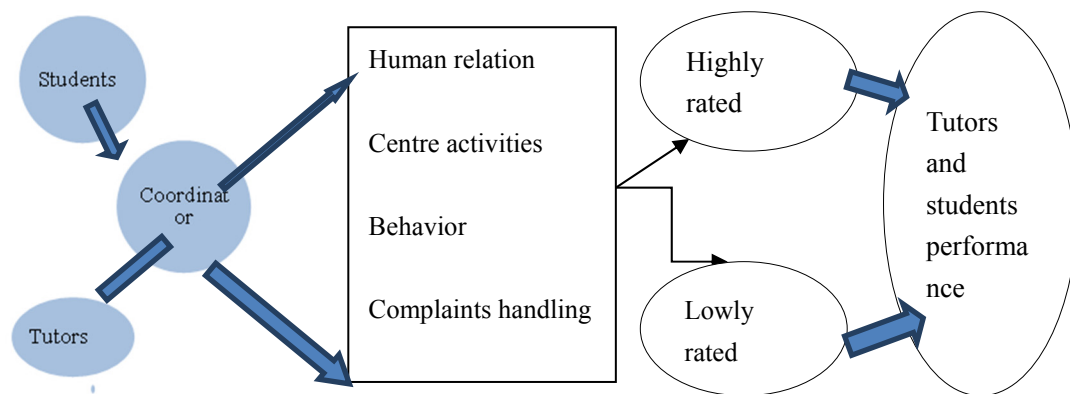 Students
Coordinat
or
Tutors
Human relation
Centre activities
Behavior
Complaints handling
Highly
rated
Lowly
rated
Tutors
and
students
performa
nce